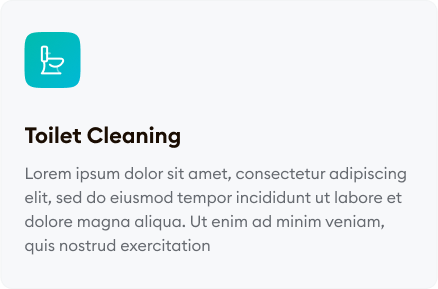 Toilet Cleaning
Lorem ipsum dolor sit amet, consectetur adipiscing
elit, sed do eiusmod tempor incididunt ut labore et
dolore magna aliqua. Ut enim ad minim veniam,
quis nostrud exercitation